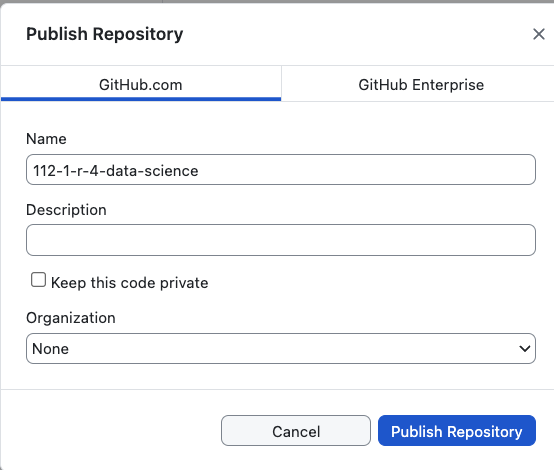 Publish Repository
GitHub.com
GitHub Enterprise
Name
112-1-r-4-data-science
Description
Keep this code private
Organization
None
Cancel
Publish Repository